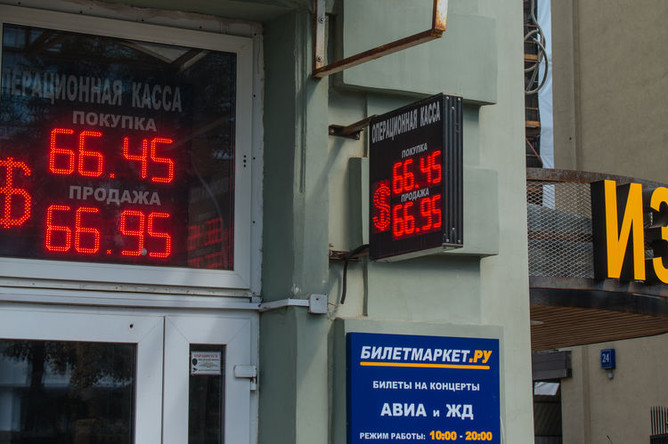 ОПЕРАЦИОННАЯ КАССА
ПОКУПКА
66.45
ПРОДАЖА
$ 66.95
ОПЕРАЦИОННАЯ КАССА
ПОКУПКА
66.45
ПРОДАЖА
$ 66.95
ИЗ
БИЛЕТМАРКЕТ.РУ
БИЛЕТЫ НА КОНЦЕРТЫ
АВИА и ЖД
РЕЖИМ РАБОТЫ: 10:00 - 20:00
24